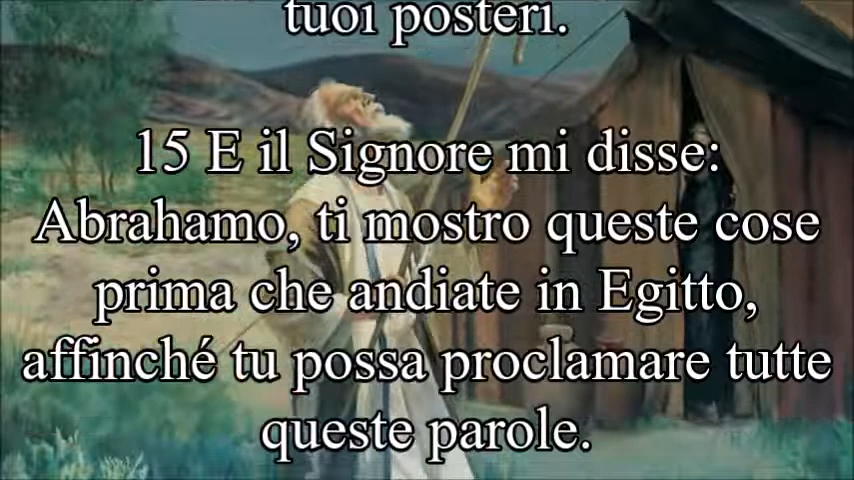 tuoi posteri.
15 E il Signore mi disse:
Abrahamo, ti mostro queste cose
prima che andiate in Egitto,
affinché tu possa proclamare tutte
queste parole.